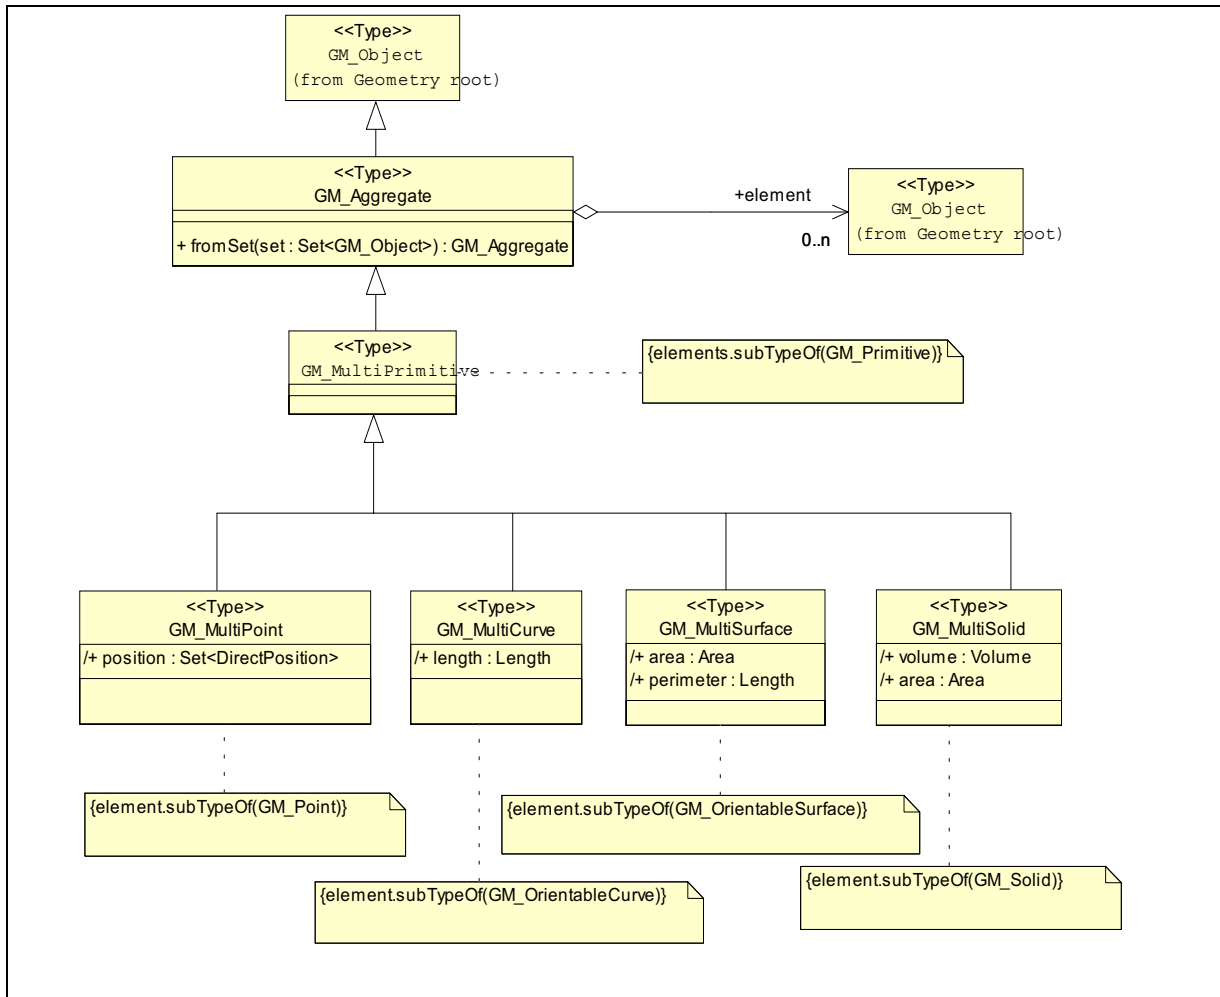 <<Type>>
GM_Object
(from Geometry root)
<<Type>>
GM_Aggregate
+ fromSet(set : Set<GM_Object>) : GM_Aggregate
+element
0..n
<<Type>>
GM_Object
(from Geometry root)
<<Type>>
GM_MultiPrimitive
{elements.subTypeOf(GM_Primitive)}
<<Type>>
GM_MultiPoint
/+ position : Set<DirectPosition>
<<Type>>
GM_MultiCurve
/+ length : Length
<<Type>>
GM_MultiSurface
/+ area : Area
/+ perimeter : Length
<<Type>>
GM_MultiSolid
/+ volume : Volume
/+ area : Area
{element.subTypeOf(GM_Point)}
{element.subTypeOf(GM_OrientableSurface)}
{element.subTypeOf(GM_OrientableCurve)}
{element.subTypeOf(GM_Solid)}